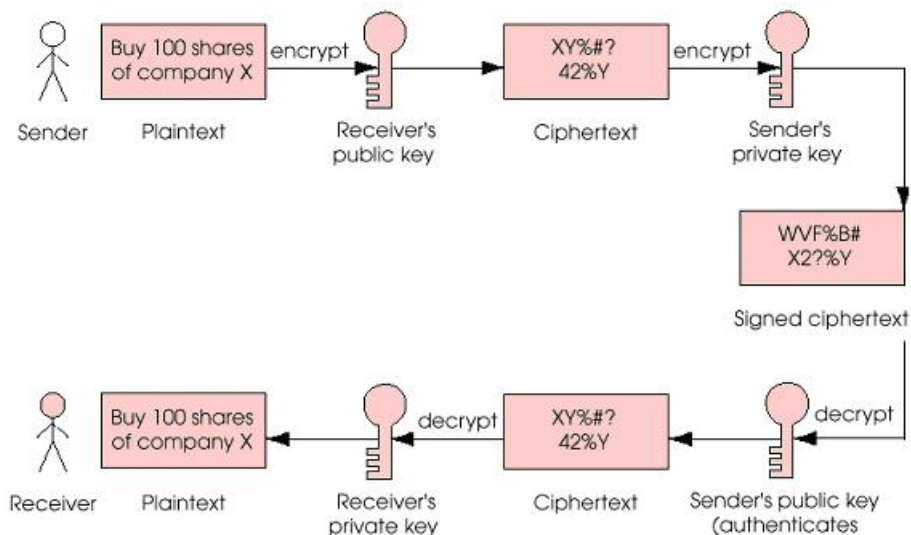 Buy 100 shares
of company X
encrypt
XY%#?
42%Y
encrypt
Sender
Plaintext
Receiver's
public key
Ciphertext
Sender's
private key
WVF%B#
X2?%Y
Signed ciphertext
Buy 100 shares
of company X
decrypt
XY%#?
42%Y
decrypt
Receiver
Plaintext
Receiver's
private key
Ciphertext
Sender's public key
(authenticates